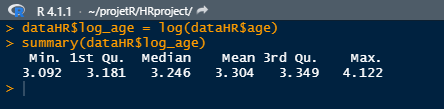 R 4.1.1 · ~/projetR/HRproject/
> dataHR$log_age = log(dataHR$age)
> summary(dataHR$log_age)
   Min. 1st Qu.  Median    Mean 3rd Qu.    Max.
  3.092   3.181   3.246   3.304   3.349   4.122
>